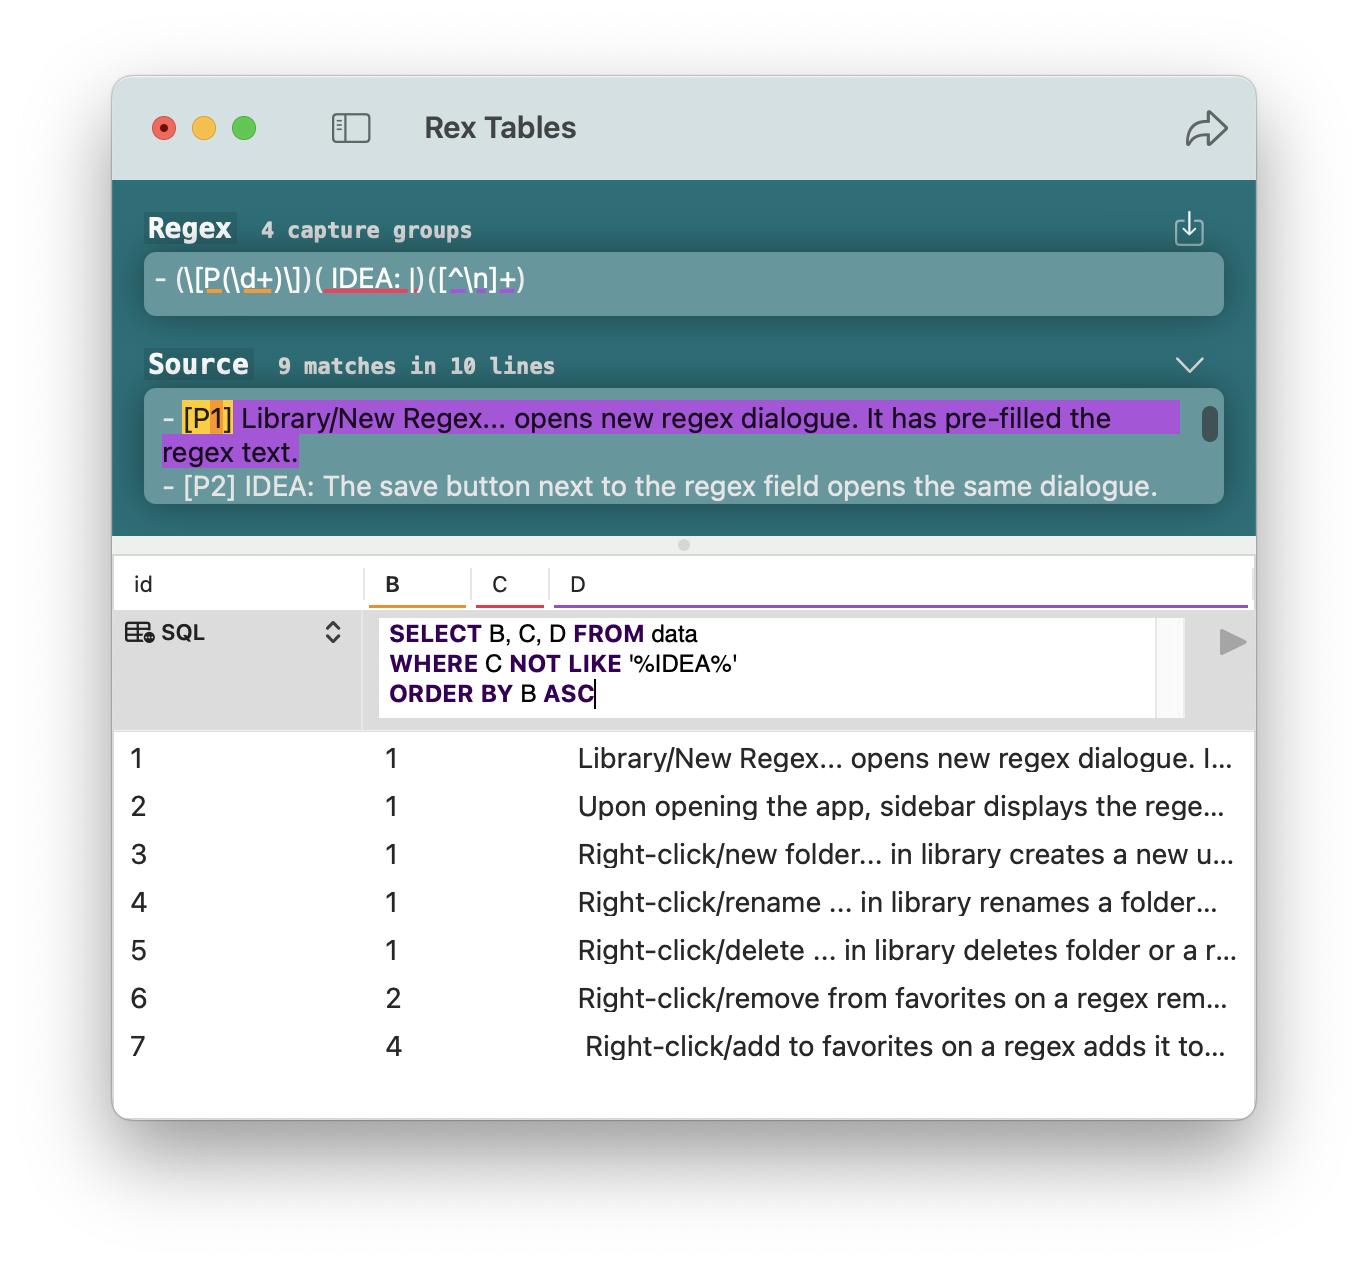 Rex Tables
Regex 4 capture groups
- (\[P(\d+)\])( IDEA: |)([^\n]+)
Source 9 matches in 10 lines
- [P1] Library/New Regex... opens new regex dialogue. It has pre-filled the
regex text.
- [P2] IDEA: The save button next to the regex field opens the same dialogue.
id B C D
SQL
SELECT B, C, D FROM data
WHERE C NOT LIKE '%IDEA%'
ORDER BY B ASC
1 1 Library/New Regex... opens new regex dialogue. I...
2 1 Upon opening the app, sidebar displays the rege...
3 1 Right-click/new folder... in library creates a new u...
4 1 Right-click/rename ... in library renames a folder...
5 1 Right-click/delete ... in library deletes folder or a r...
6 2 Right-click/remove from favorites on a regex rem...
7 4 Right-click/add to favorites on a regex adds it to...